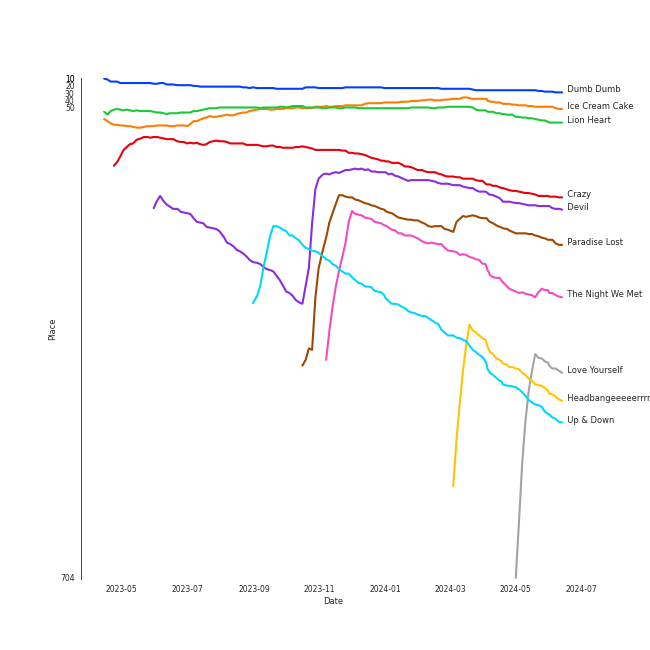 10
20
30
40
50
704
Place
Dumb Dumb
Ice Cream Cake
Lion Heart
Crazy
Devil
Paradise Lost
The Night We Met
Love Yourself
Headbangeeeeerrrr
Up & Down
2023-05 2023-07 2023-09 2023-11 2024-01 2024-03 2024-05 2024-07
Date